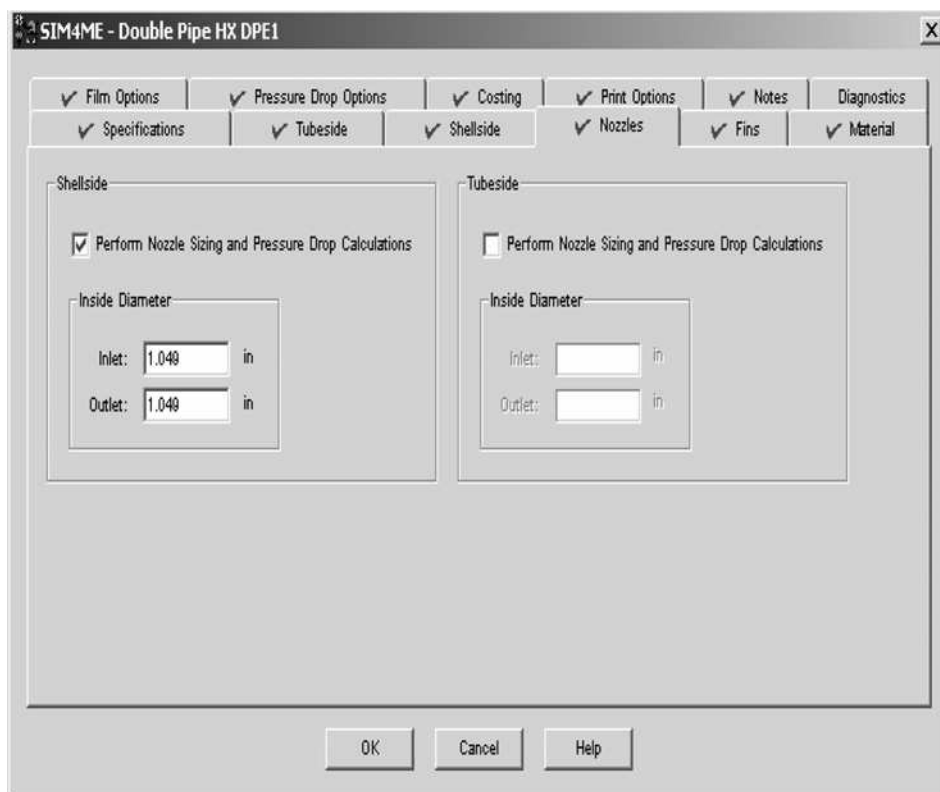 SIM4ME - Double Pipe HX DPE1
Film Options
Pressure Drop Options
Costing
Print Options
Notes
Diagnostics
Specifications
Tubeside
Shellside
Nozzles
Fins
Material
Shellside
Perform Nozzle Sizing and Pressure Drop Calculations
Inside Diameter
Inlet: 1.049 in
Outlet: 1.049 in
Tubeside
Perform Nozzle Sizing and Pressure Drop Calculations
Inside Diameter
Inlet: in
Outlet: in
OK
Cancel
Help